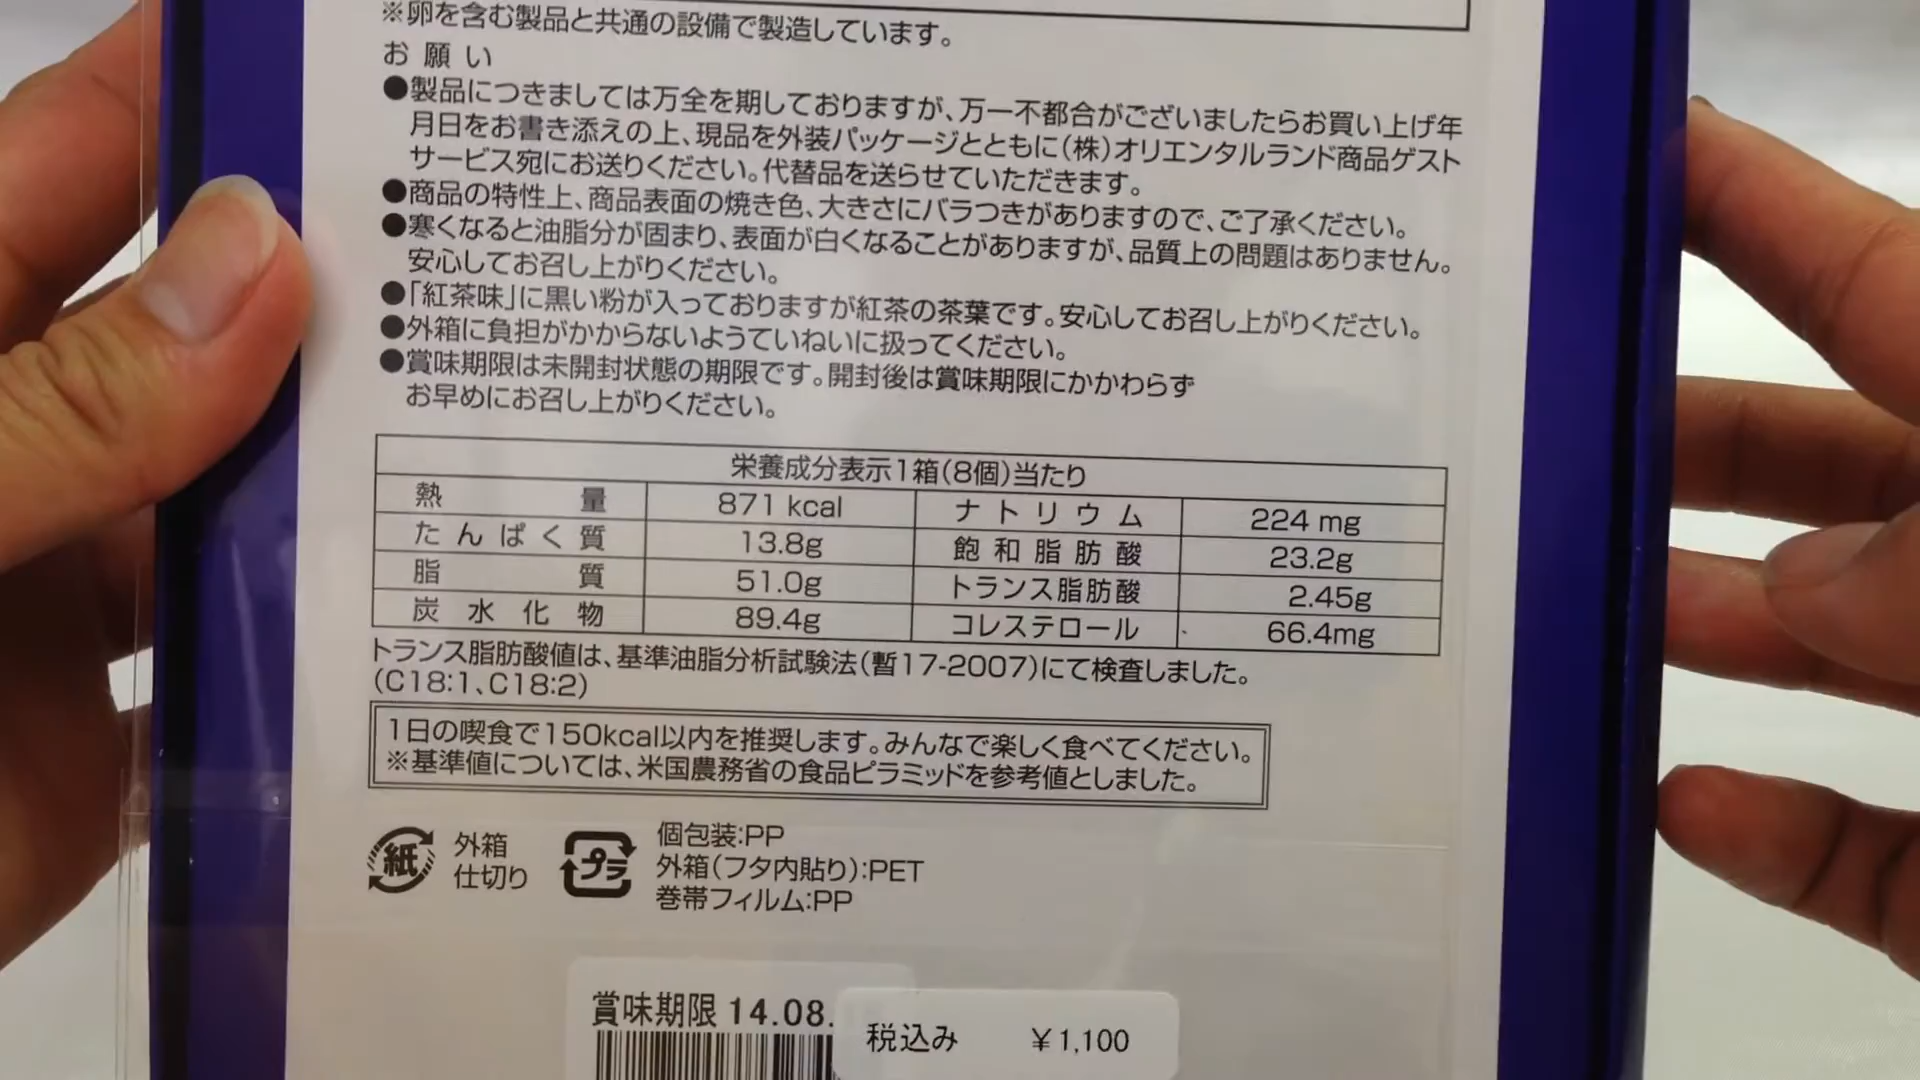 ※卵を含む製品と共通の設備で製造しています。
お願い
●製品につきましては万全を期しておりますが、万一不都合がございましたらお買い上げ年
月日をお書き添えの上、現品を外装パッケージとともに(株)オリエンタルランド商品ゲスト
サービス宛にお送りください。代替品を送らせていただきます。
●商品の特性上、商品表面の焼き色、大きさにバラつきがありますので、ご了承ください。
●寒くなると油脂分が固まり、表面が白くなることがありますが、品質上の問題はありません。
安心してお召し上がりください。
●「紅茶味」に黒い粉が入っておりますが紅茶の茶葉です。安心してお召し上がりください。
●外箱に負担がかからないようていねいに扱ってください。
●賞味期限は未開封状態の期限です。開封後は賞味期限にかかわらず
お早めにお召し上がりください。
栄養成分表示1箱(8個)当たり
熱量 871 kcal ナトリウム 224 mg
たんぱく質 13.8g 飽和脂肪酸 23.2g
脂質 51.0g トランス脂肪酸 2.45g
炭水化物 89.4g コレステロール 66.4mg
トランス脂肪酸値は、基準油脂分析試験法(暫17-2007)にて検査しました。
(C18:1、C18:2)
1日の喫食で150kcal以内を推奨します。みんなで楽しく食べてください。
※基準値については、米国農務省の食品ピラミッドを参考値としました。
紙 外箱
仕切り
プラ 個包装:PP
外箱(フタ内貼り):PET
巻帯フィルム:PP
賞味期限 14.08.
税込み ¥1,100